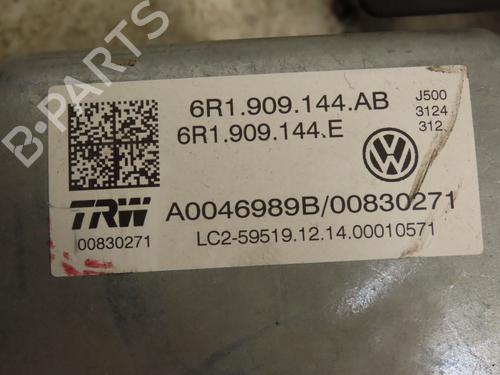 6R1.909.144.AB
6R1.909.144.E
J500
3124
312.
TRW
A0046989B/00830271
00830271
LC2-59519.12.14.00010571
B-PARTS